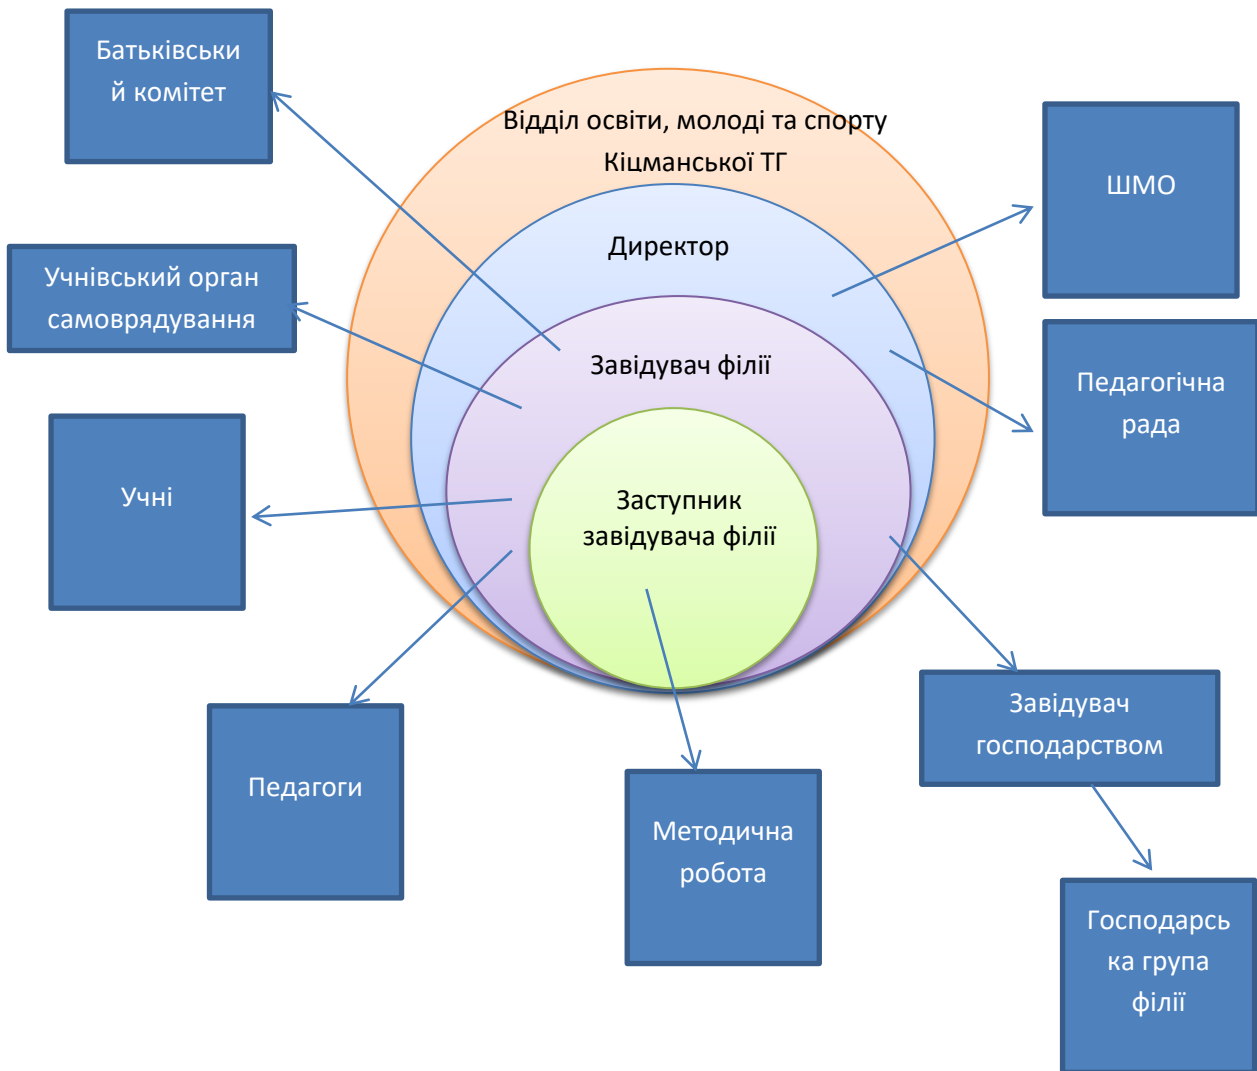 Батьківськи
й комітет
Відділ освіти, молоді та спорту
Кіцманської ТГ
ШМО
Директор
Учнівський орган
самоврядування
Завідувач філії
Педагогічна
рада
Учні
Заступник
завідувача філії
Завідувач
господарством
Педагоги
Методична
робота
Господарсь
ка група
філії